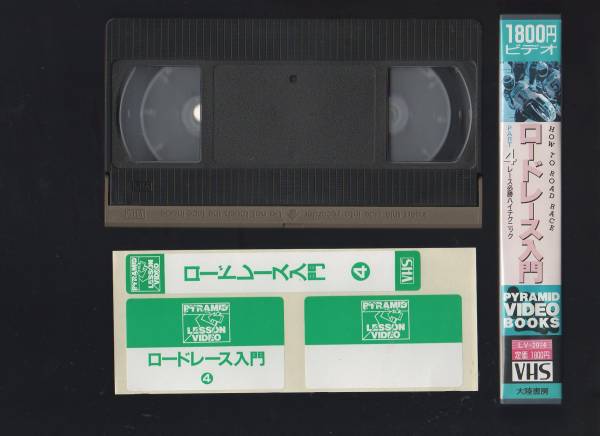 1800円
ビデオ
HOW TO ROAD RACE
ロードレース入門
PART 4 レース必勝ハイテクニック
PYRAMID
VIDEO
BOOKS
定価 1800円
VHS
大陸書房
PYRAMID
LESSON
VIDEO
ロードレース入門
4
VHS
PYRAMID
LESSON
VIDEO
ロードレース入門
4
PYRAMID
LESSON
VIDEO
VHS